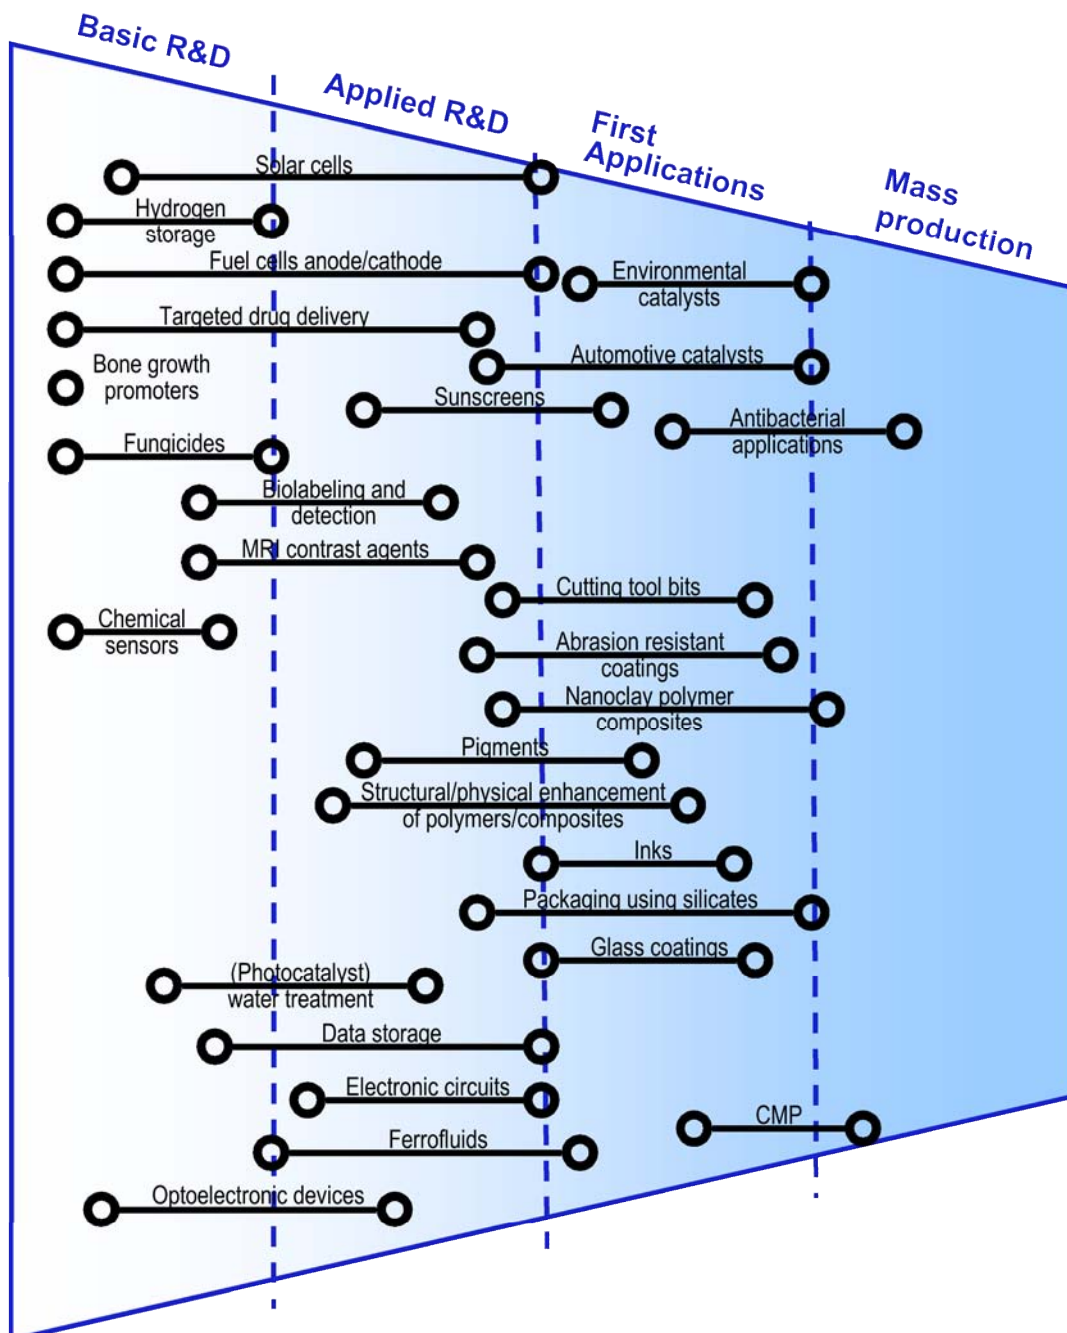 Basic R&D
Applied R&D
First
Applications
Mass
production
Solar cells
Hydrogen
storage
Fuel cells anode/cathode
Environmental
catalysts
Targeted drug delivery
Automotive catalysts
Bone growth
promoters
Sunscreens
Antibacterial
applications
Fungicides
Biolabeling and
detection
MRI contrast agents
Cutting tool bits
Chemical
sensors
Abrasion resistant
coatings
Nanoclay polymer
composites
Pigments
Structural/physical enhancement
of polymers/composites
Inks
Packaging using silicates
Glass coatings
(Photocatalyst)
water treatment
Data storage
Electronic circuits
CMP
Ferrofluids
Optoelectronic devices